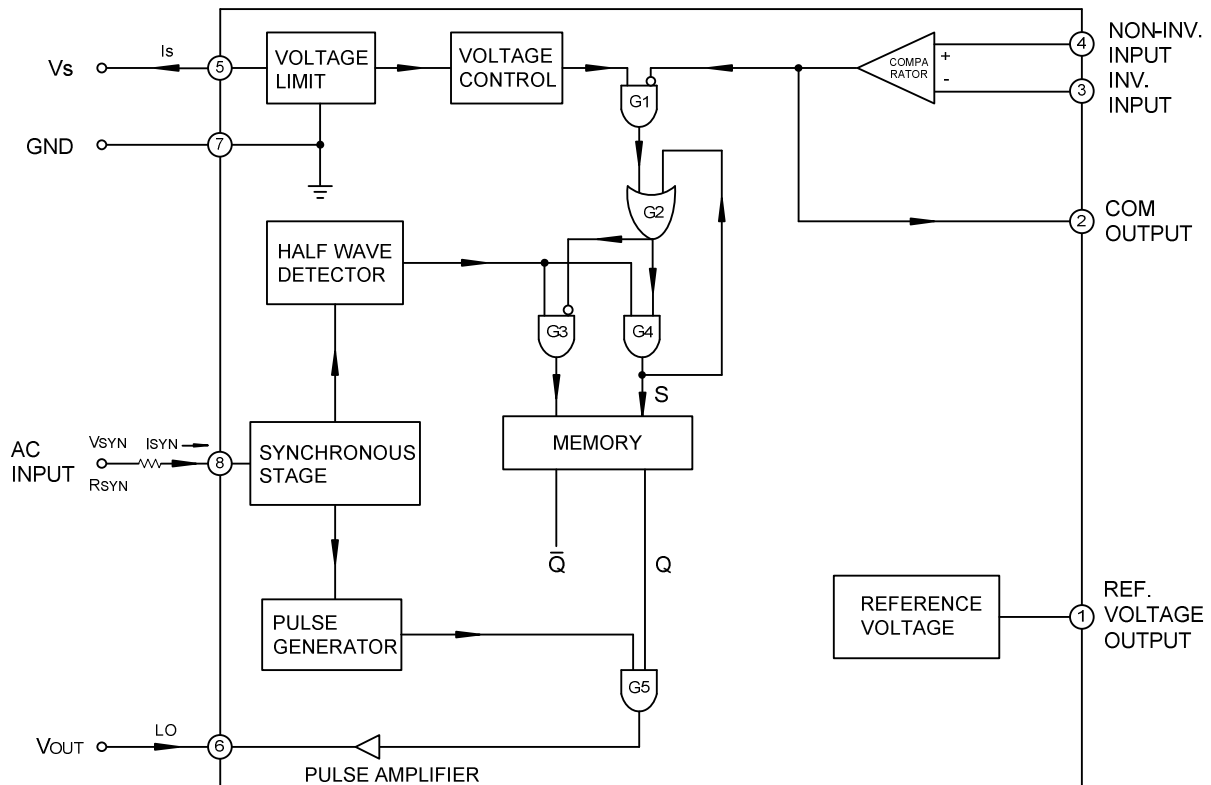 Vs
Is
5
VOLTAGE
LIMIT
VOLTAGE
CONTROL
G1
COMPA
RATOR
+
-
4
NON-INV.
INPUT
3
INV.
INPUT
GND
7
G2
2
COM
OUTPUT
HALF WAVE
DETECTOR
G3
G4
S
MEMORY
AC
INPUT
VSYN
ISYN
RSYN
8
SYNCHRONOUS
STAGE
Q̅
Q
PULSE
GENERATOR
REFERENCE
VOLTAGE
1
REF.
VOLTAGE
OUTPUT
G5
VOUT
LO
6
PULSE AMPLIFIER